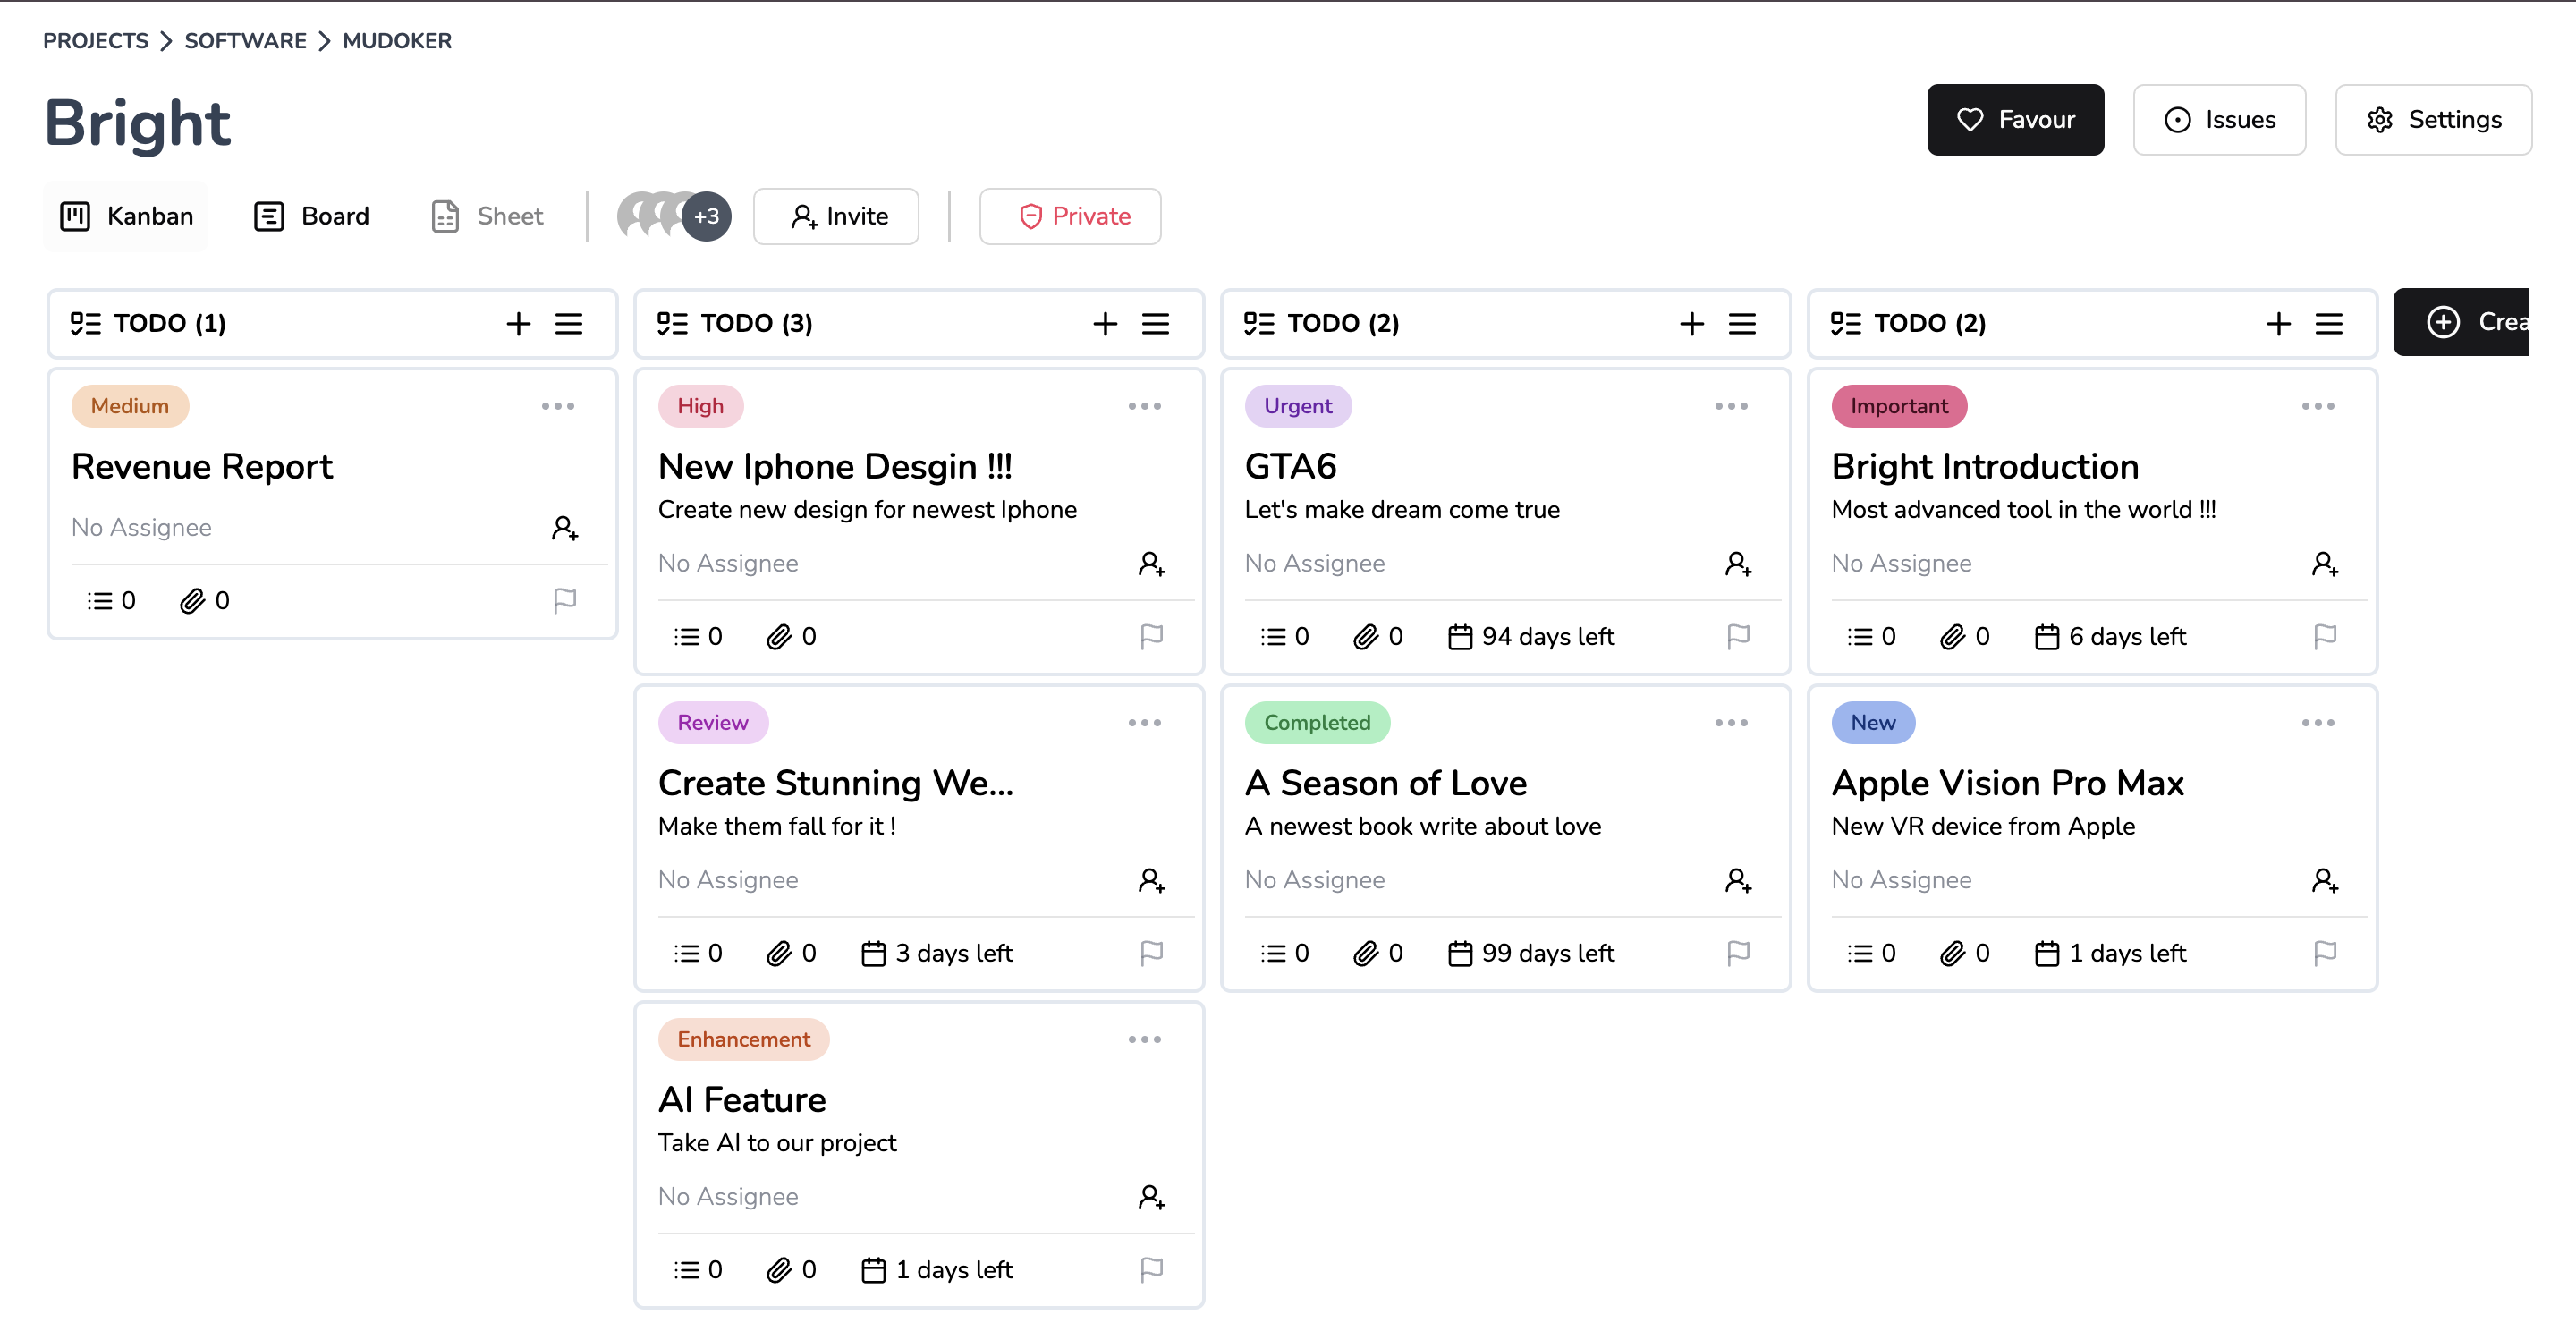 PROJECTS > SOFTWARE > MUDOKER
Bright
Favour
Issues
Settings
Kanban
Board
Sheet
+3
Invite
Private
TODO (1)
Medium
Revenue Report
No Assignee
0 0
TODO (3)
High
New Iphone Desgin !!!
Create new design for newest Iphone
No Assignee
0 0
Review
Create Stunning We...
Make them fall for it !
No Assignee
0 0 3 days left
Enhancement
AI Feature
Take AI to our project
No Assignee
0 0 1 days left
TODO (2)
Urgent
GTA6
Let's make dream come true
No Assignee
0 0 94 days left
Completed
A Season of Love
A newest book write about love
No Assignee
0 0 99 days left
TODO (2)
Important
Bright Introduction
Most advanced tool in the world !!!
No Assignee
0 0 6 days left
New
Apple Vision Pro Max
New VR device from Apple
No Assignee
0 0 1 days left
Crea